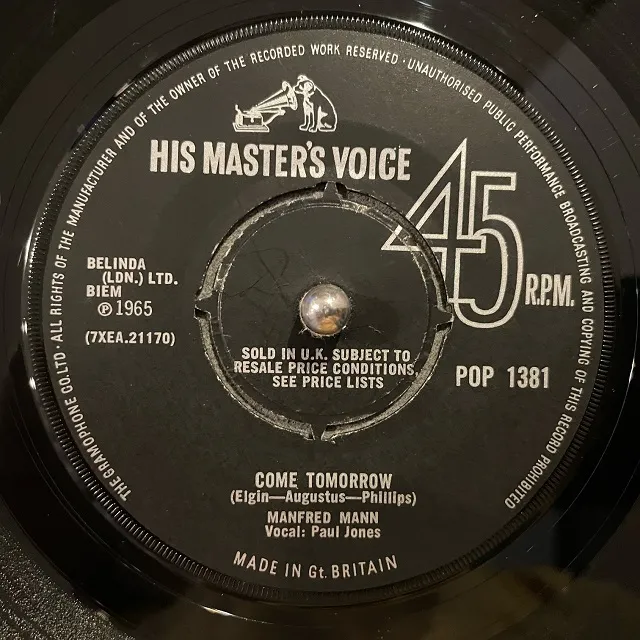 THE GRAMOPHONE CO. LTD · ALL RIGHTS OF THE MANUFACTURER AND OF THE OWNER OF THE RECORDED WORK RESERVED · UNAUTHORISED PUBLIC PERFORMANCE BROADCASTING AND COPYING OF THIS RECORD PROHIBITED
HIS MASTER'S VOICE
45 R.P.M.
BELINDA
(LDN.) LTD.
BIEM
℗ 1965
(7XEA.21170)
SOLD IN U.K. SUBJECT TO
RESALE PRICE CONDITIONS,
SEE PRICE LISTS
POP 1381
COME TOMORROW
(Elgin—Augustus—Phillips)
MANFRED MANN
Vocal: Paul Jones
MADE IN Gt. BRITAIN